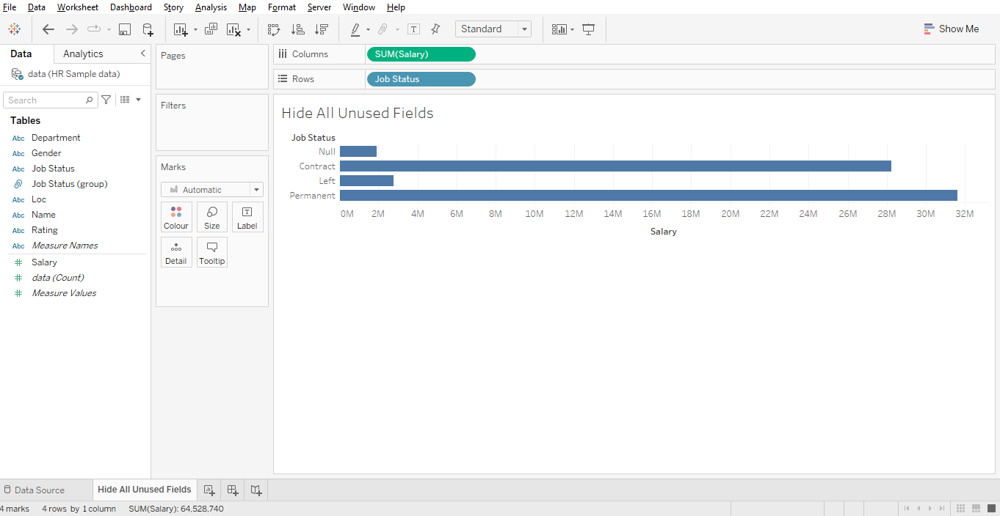 File Data Worksheet Dashboard Story Analysis Map Format Server Window Help
Standard
Show Me
Data Analytics
data (HR Sample data)
Search
Tables
Abc Department
Abc Gender
Abc Job Status
Job Status (group)
Abc Loc
Abc Name
Abc Rating
Abc Measure Names
# Salary
# data (Count)
# Measure Values
Pages
Filters
Marks
Automatic
Colour Size Label
Detail Tooltip
Columns SUM(Salary)
Rows Job Status
Hide All Unused Fields
Job Status
Null
Contract
Left
Permanent
0M 2M 4M 6M 8M 10M 12M 14M 16M 18M 20M 22M 24M 26M 28M 30M 32M
Salary
Data Source Hide All Unused Fields
4 marks 4 rows by 1 column SUM(Salary): 64,528,740